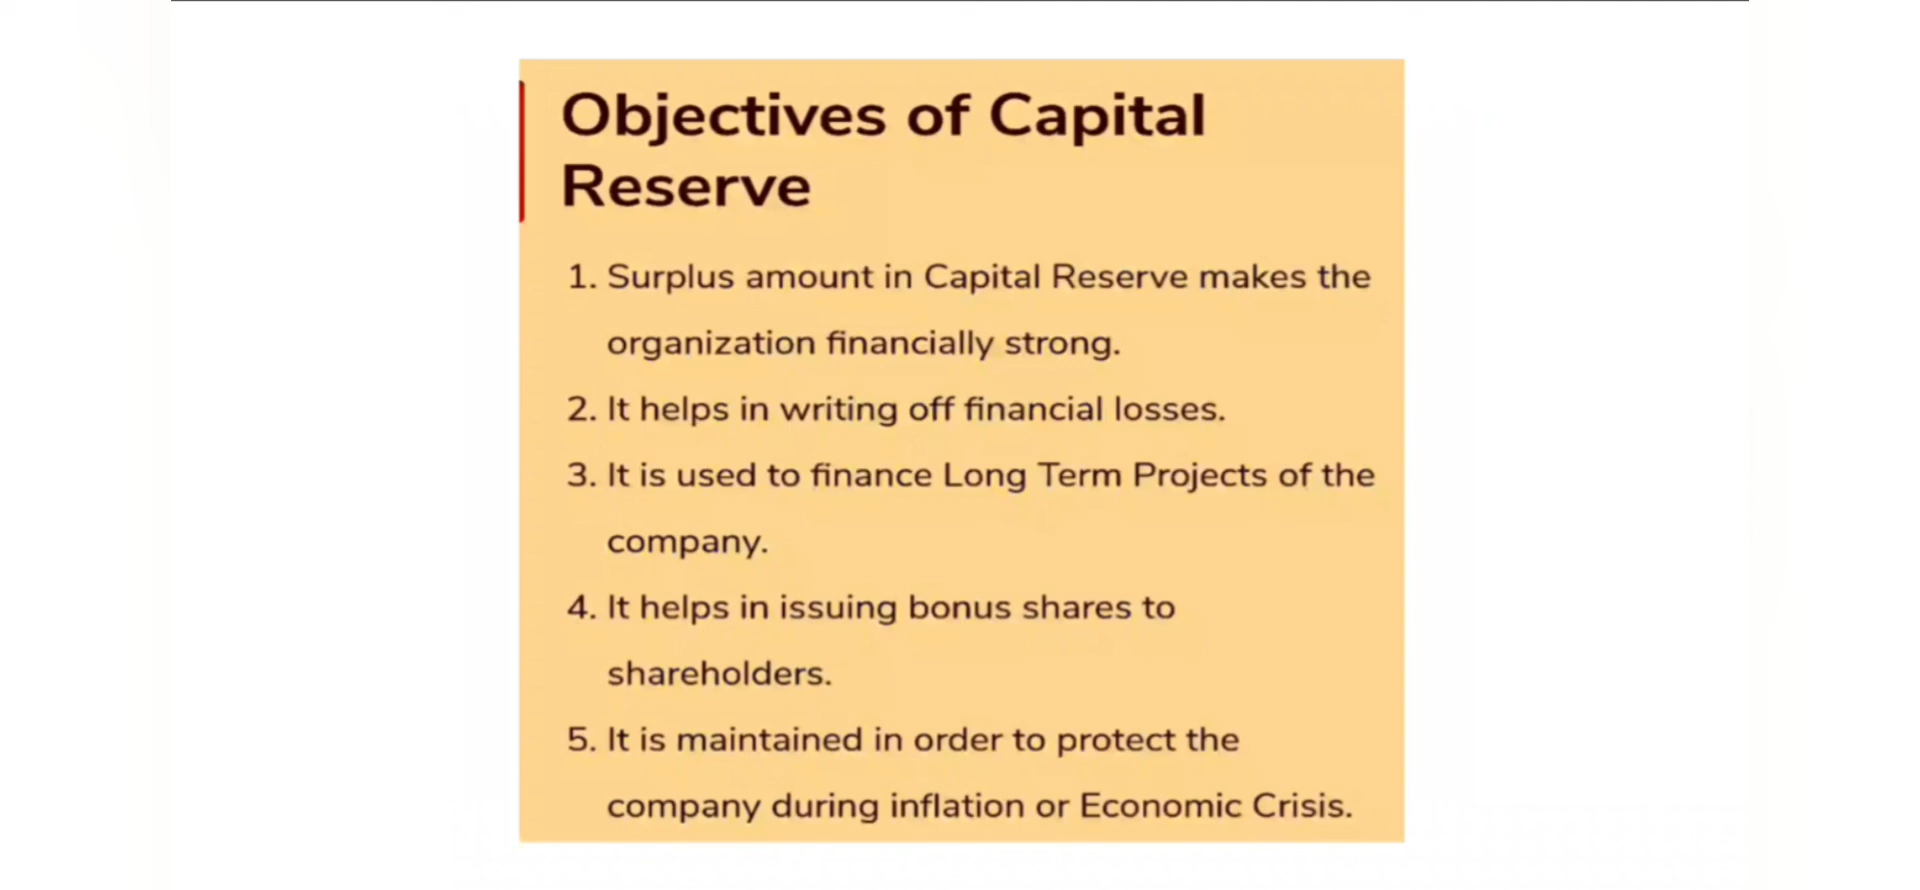 Objectives of Capital
Reserve
1. Surplus amount in Capital Reserve makes the
organization financially strong.
2. It helps in writing off financial losses.
3. It is used to finance Long Term Projects of the
company.
4. It helps in issuing bonus shares to
shareholders.
5. It is maintained in order to protect the
company during inflation or Economic Crisis.